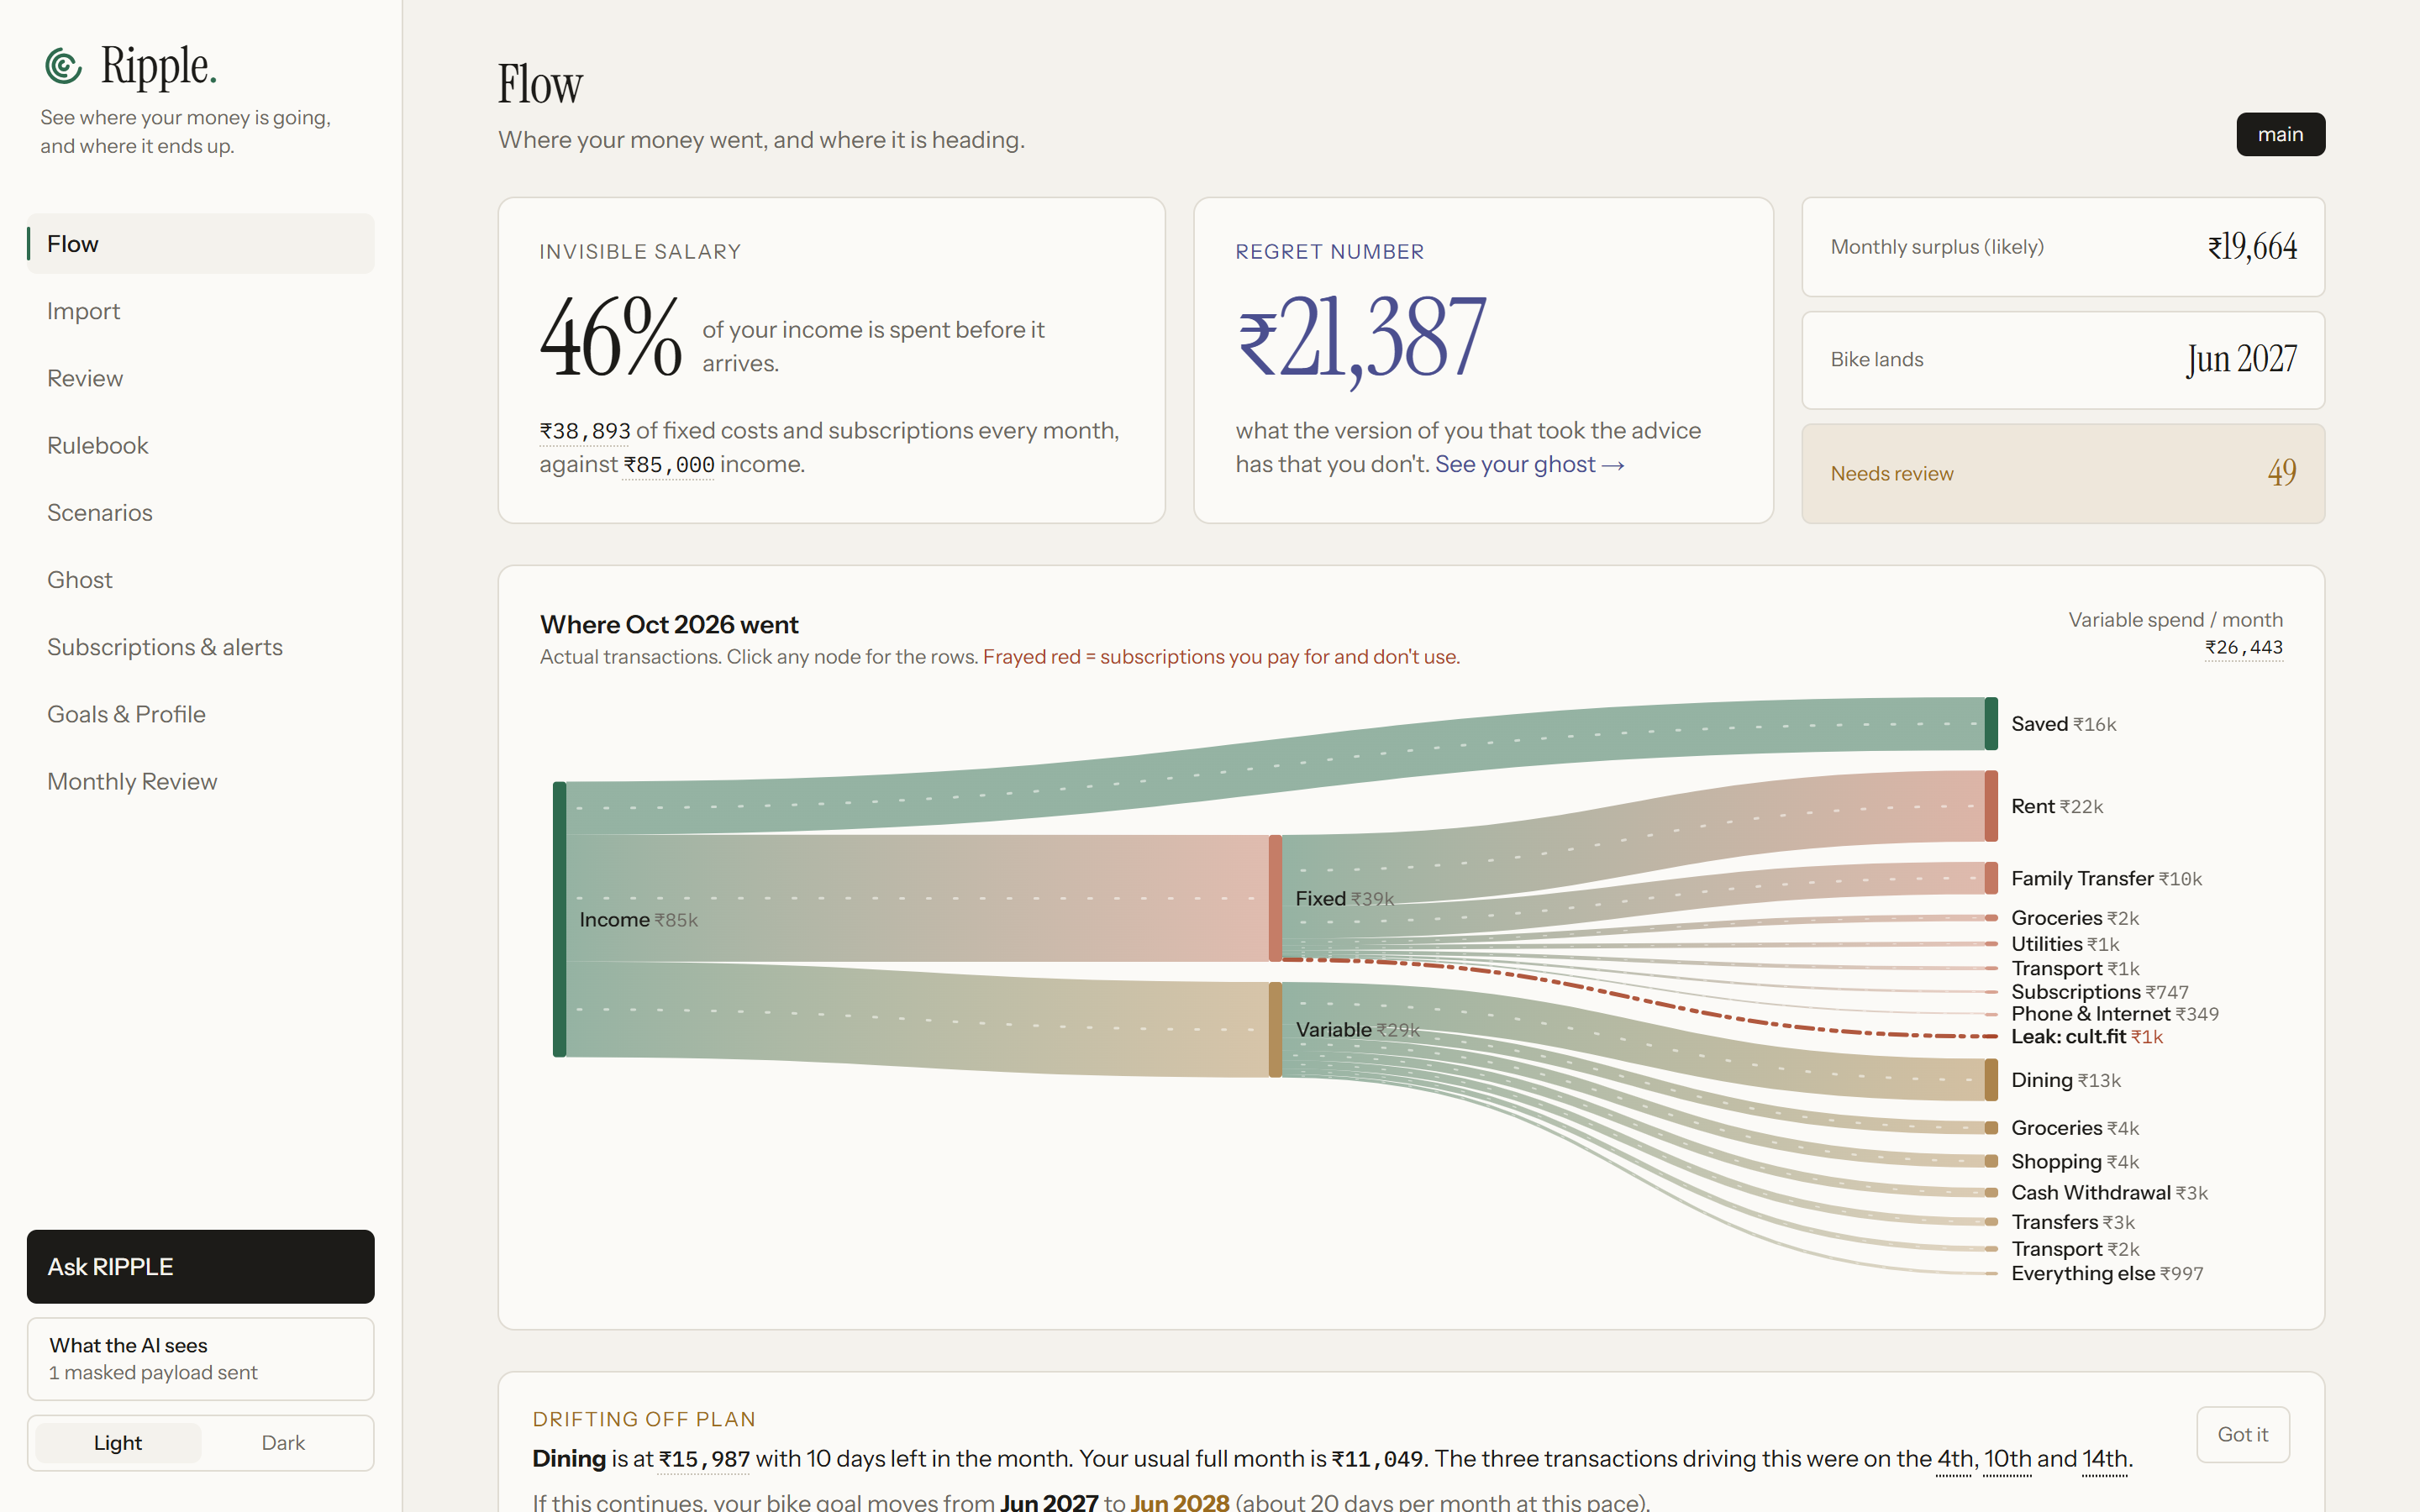 Ripple.
See where your money is going,
and where it ends up.
Flow
Import
Review
Rulebook
Scenarios
Ghost
Subscriptions & alerts
Goals & Profile
Monthly Review
Ask RIPPLE
What the AI sees
1 masked payload sent
Light
Dark
Flow
Where your money went, and where it is heading.
main
INVISIBLE SALARY
46% of your income is spent before it
arrives.
₹38,893 of fixed costs and subscriptions every month,
against ₹85,000 income.
REGRET NUMBER
₹21,387
what the version of you that took the advice
has that you don't. See your ghost →
Monthly surplus (likely) ₹19,664
Bike lands Jun 2027
Needs review 49
Where Oct 2026 went
Actual transactions. Click any node for the rows. Frayed red = subscriptions you pay for and don't use.
Variable spend / month
₹26,443
Income ₹85k
Fixed ₹39k
Variable ₹29k
Saved ₹16k
Rent ₹22k
Family Transfer ₹10k
Groceries ₹2k
Utilities ₹1k
Transport ₹1k
Subscriptions ₹747
Phone & Internet ₹349
Leak: cult.fit ₹1k
Dining ₹13k
Groceries ₹4k
Shopping ₹4k
Cash Withdrawal ₹3k
Transfers ₹3k
Transport ₹2k
Everything else ₹997
DRIFTING OFF PLAN
Got it
Dining is at ₹15,987 with 10 days left in the month. Your usual full month is ₹11,049. The three transactions driving this were on the 4th, 10th and 14th.
If this continues, your bike goal moves from Jun 2027 to Jun 2028 (about 20 days per month at this pace).